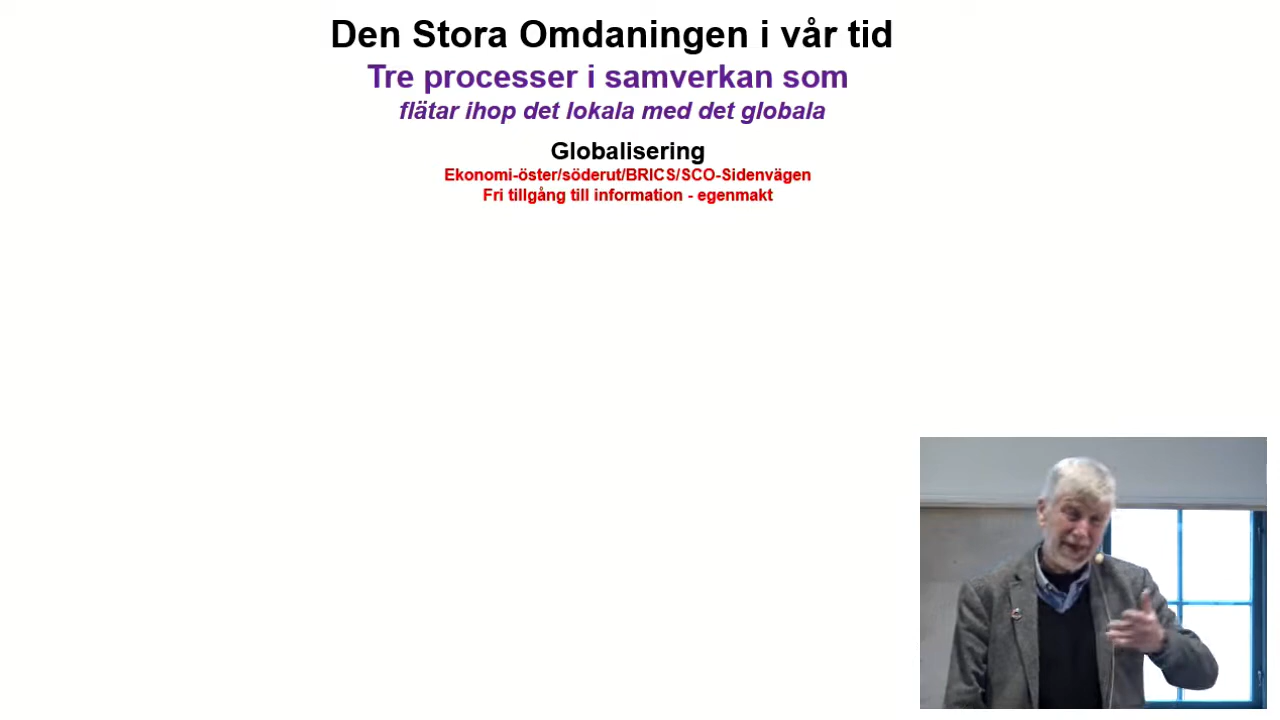 Den Stora Omdaningen i vår tid
Tre processer i samverkan som
flätar ihop det lokala med det globala
Globalisering
Ekonomi-öster/söderut/BRICS/SCO-Sidenvägen
Fri tillgång till information - egenmakt